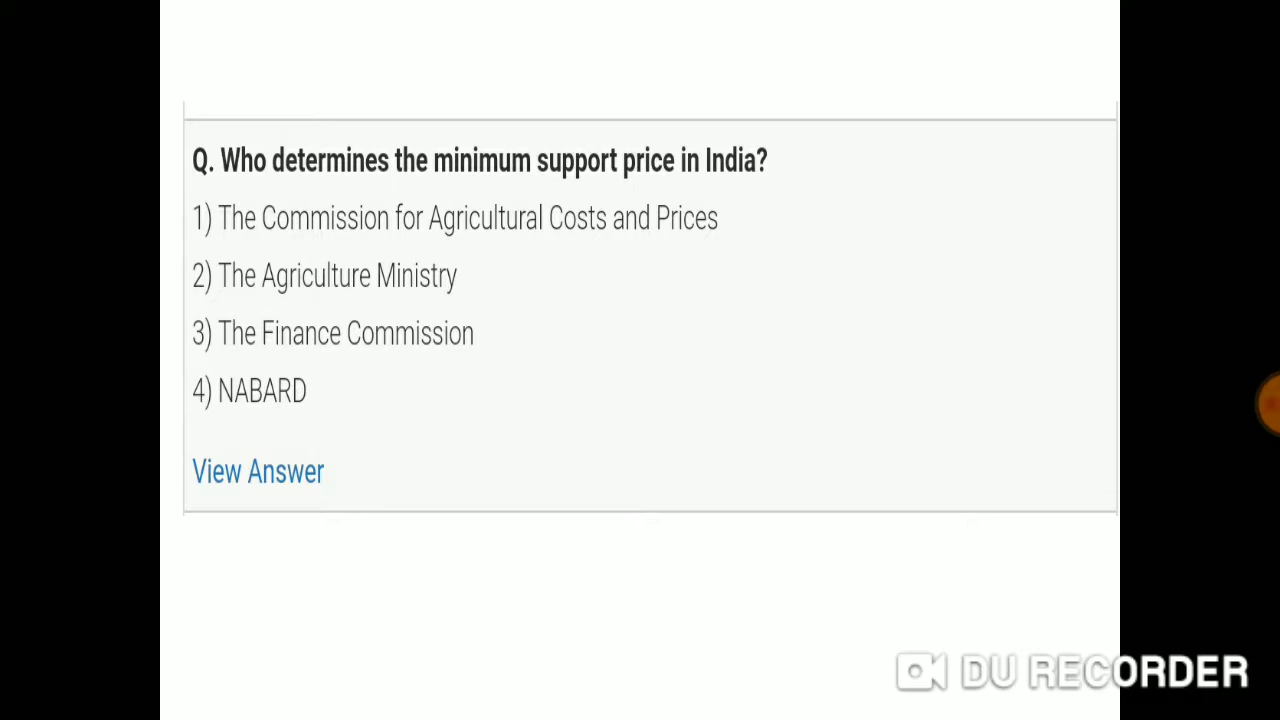 Q. Who determines the minimum support price in India?
1) The Commission for Agricultural Costs and Prices
2) The Agriculture Ministry
3) The Finance Commission
4) NABARD
View Answer
DU RECORDER